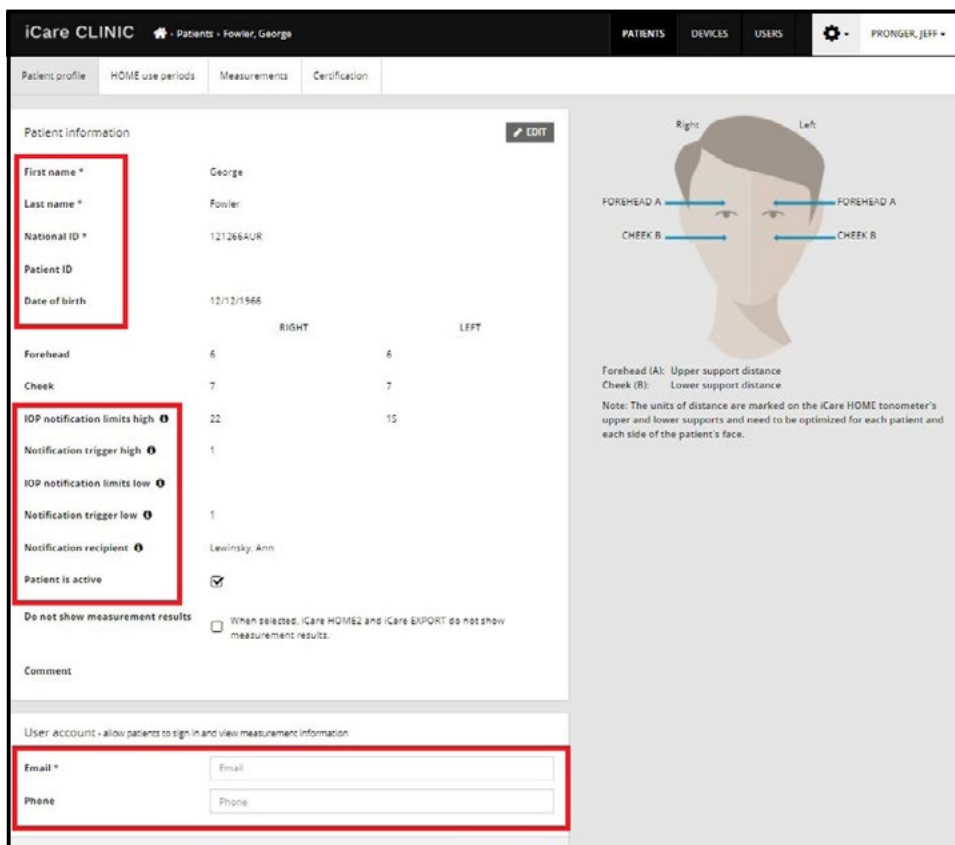 iCare CLINIC - Patients - Fowler, George PATIENTS DEVICES USERS PRONGER, JEFF
Patient profile HOME use periods Measurements Certification
Patient information EDIT
First name * George
Last name * Fowler
National ID * 121266AUR
Patient ID
Date of birth 12/12/1966
RIGHT LEFT
Forehead 6 6
Cheek 7 7
IOP notification limits high 22 15
Notification trigger high 1
IOP notification limits low
Notification trigger low 1
Notification recipient Lewinsky, Ann
Patient is active
Do not show measurement results When selected, iCare HOME2 and iCare EXPORT do not show
measurement results.
Comment
User account - allow patients to sign in and view measurement information
Email * Email
Phone Phone
Right Left
FOREHEAD A FOREHEAD A
CHEEK B CHEEK B
Forehead (A): Upper support distance
Cheek (B): Lower support distance
Note: The units of distance are marked on the iCare HOME tonometer's
upper and lower supports and need to be optimized for each patient and
each side of the patient's face.